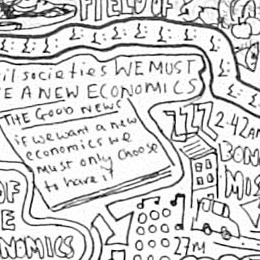 FIELD OF
il societies WE MUST
E A NEW ECONOMICS
THE GOOD NEWS
if we want a new
economics we
must only choose
to have it
ZZZ 2-42AM
BON
MIS
OF
E
NOMICS
27M